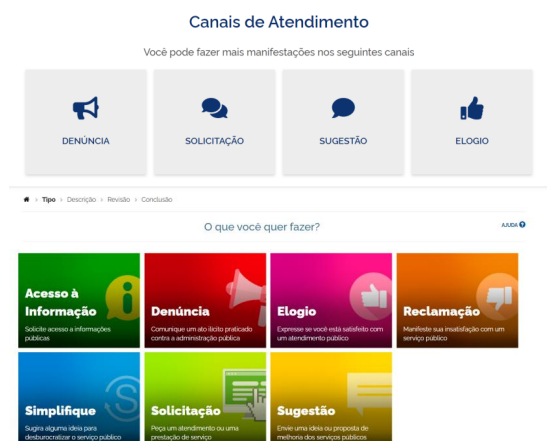 Canais de Atendimento
Você pode fazer mais manifestações nos seguintes canais
DENÚNCIA
SOLICITAÇÃO
SUGESTÃO
ELOGIO
> Tipo > Descrição > Revisão > Conclusão
O que você quer fazer?
AJUDA
Acesso à
Informação
Solicite acesso a informações
públicas
Denúncia
Comunique um ato ilícito praticado
contra a administração pública
Elogio
Expresse se você está satisfeito com
um atendimento público
Reclamação
Manifeste sua insatisfação com um
serviço público
Simplifique
Sugira alguma ideia para
desburocratizar o serviço público
Solicitação
Peça um atendimento ou uma
prestação de serviço
Sugestão
Envie uma ideia ou proposta de
melhoria dos serviços públicos